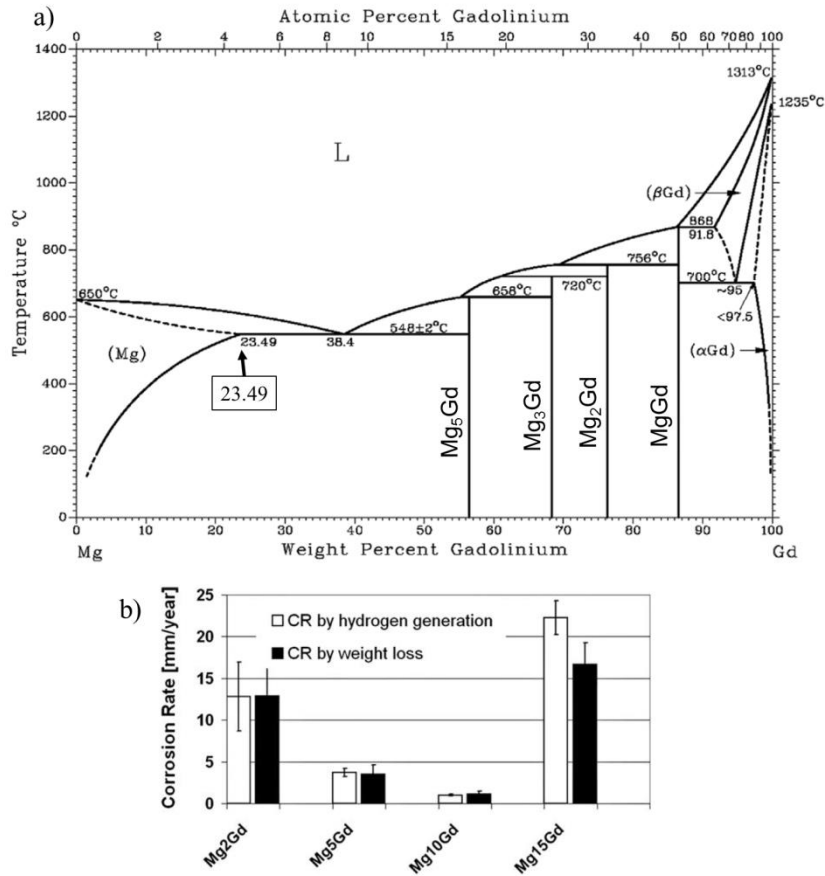 a)
Atomic Percent Gadolinium
0 2 4 6 8 10 20 30 40 50 60 70 80 100
1400
1313°C
1235°C
1200
L
1000
(βGd)
868
91.8
800
756°C
700°C
720°C
~95
<97.5
650°C
658°C
600
548±2°C
(Mg)
23.49
38.4
(αGd)
23.49
400
200
0
Mg5Gd
Mg3Gd
Mg2Gd
MgGd
Temperature °C
0 10 20 30 40 50 60 70 80 90 100
Mg
Weight Percent Gadolinium
Gd
b)
Corrosion Rate [mm/year]
25
20
15
10
5
0
CR by hydrogen generation
CR by weight loss
Mg2Gd
Mg5Gd
Mg10Gd
Mg15Gd